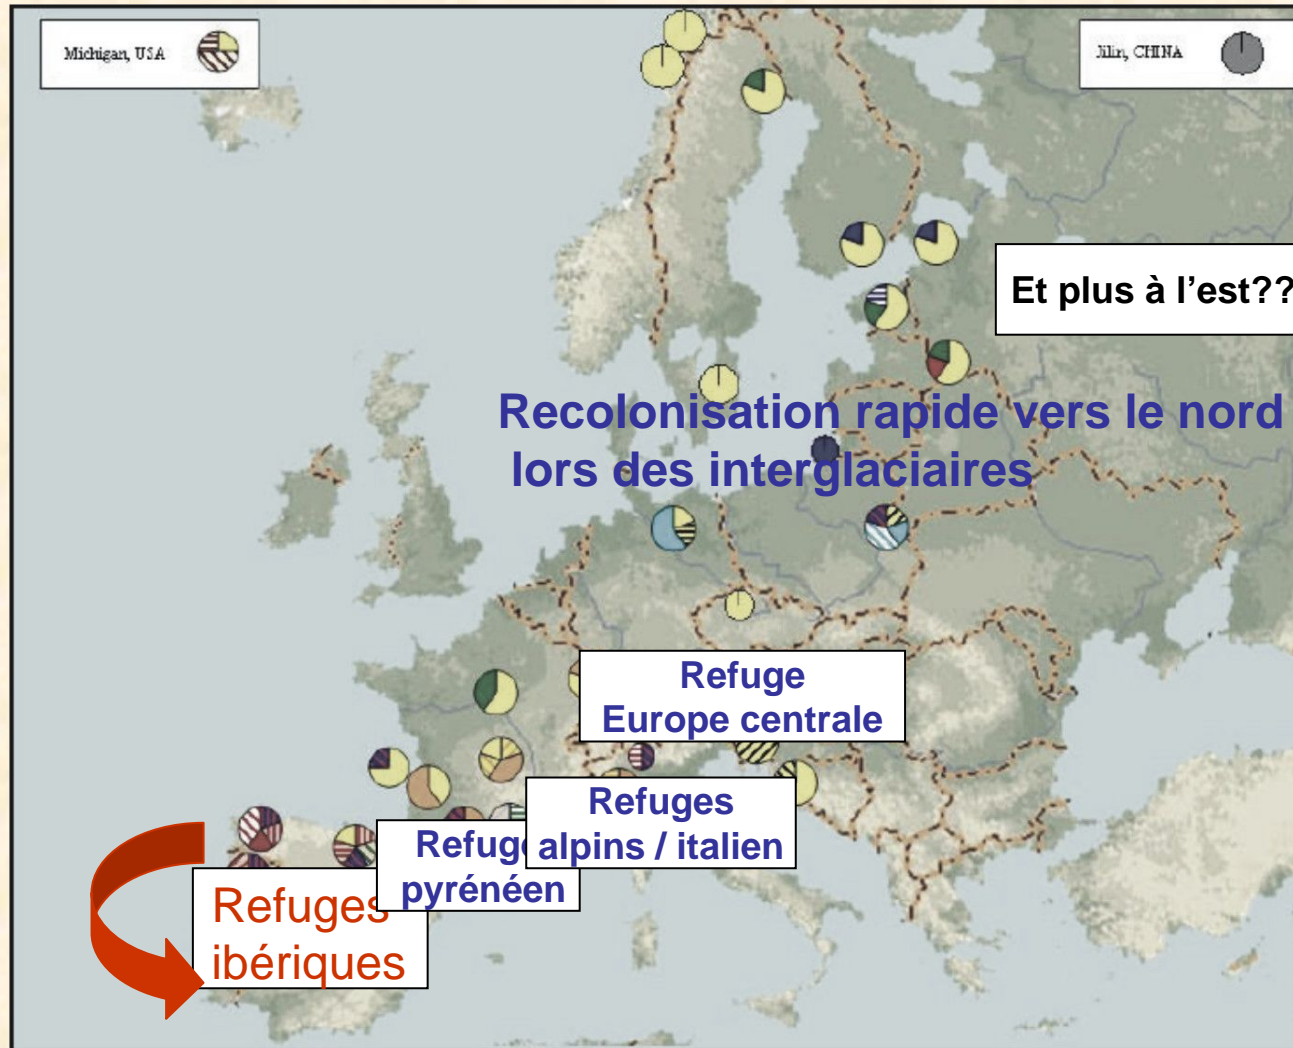 Michigan, USA
Jilin, CHINA
Et plus à l'est??
Recolonisation rapide vers le nord
lors des interglaciaires
Refuge
Europe centrale
Refuges
alpins / italien
Refuge
pyrénéen
Refuges
ibériques